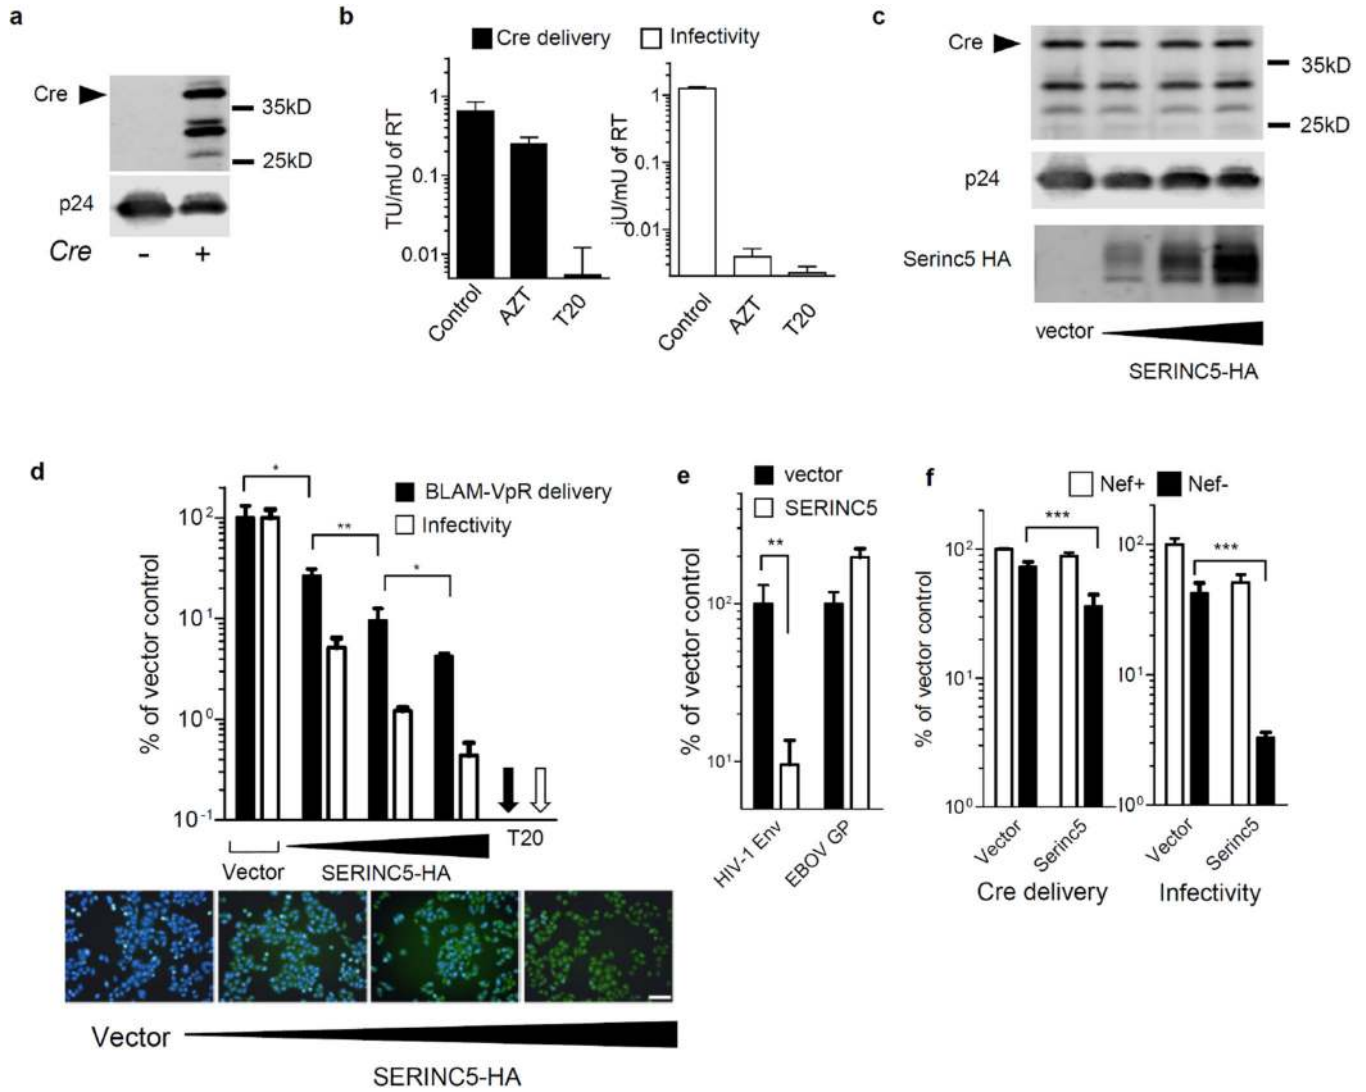 a
Cre
35kD
25kD
p24
Cre - +
b
Cre delivery Infectivity
TU/mU of RT
1
0.1
0.01
Control AZT T20
iU/mU of RT
1
0.1
0.01
Control AZT T20
c
Cre
35kD
25kD
p24
Serinc5 HA
vector
SERINC5-HA
d
BLAM-VpR delivery
Infectivity
% of vector control
10²
10¹
10⁰
10⁻¹
* ** *
T20
Vector SERINC5-HA
Vector
SERINC5-HA
e
vector
SERINC5
% of vector control
10²
10¹
**
HIV-1 Env EBOV GP
f
Nef+ Nef-
% of vector control
10²
10¹
10⁰
***
Vector Serinc5
Cre delivery
10²
10¹
10⁰
***
Vector Serinc5
Infectivity